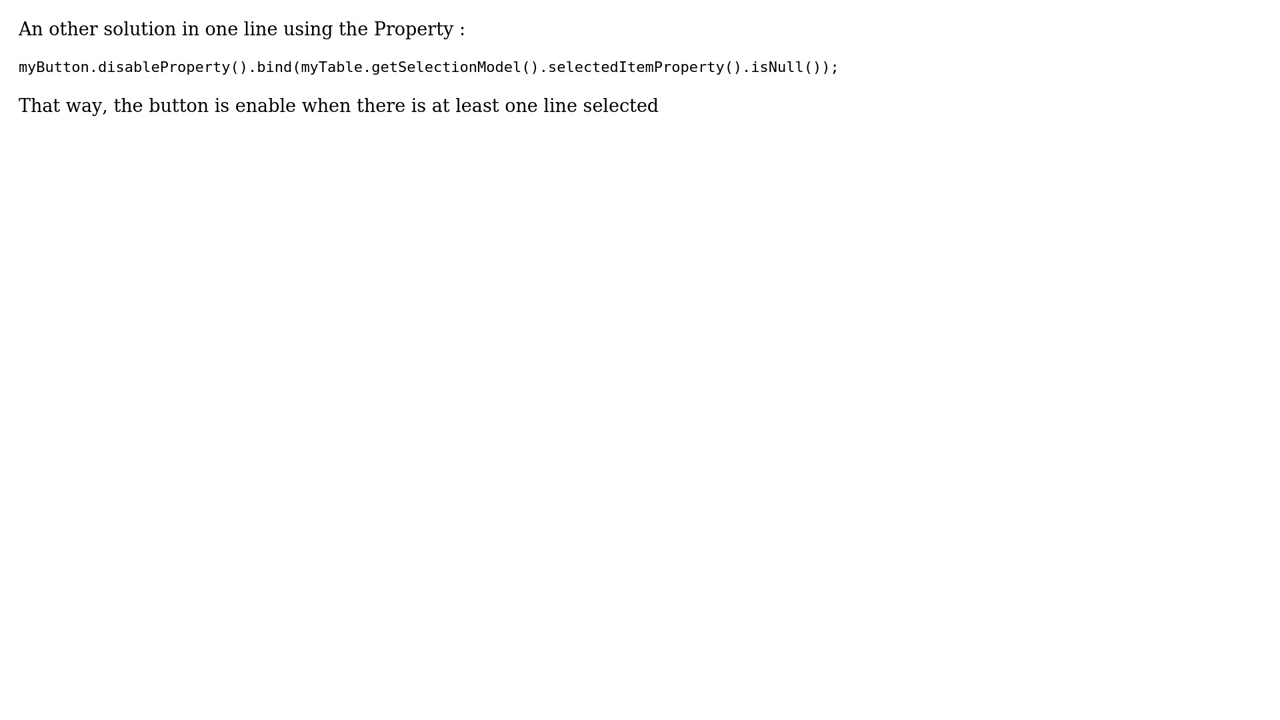 An other solution in one line using the Property :
myButton.disableProperty().bind(myTable.getSelectionModel().selectedItemProperty().isNull());
That way, the button is enable when there is at least one line selected